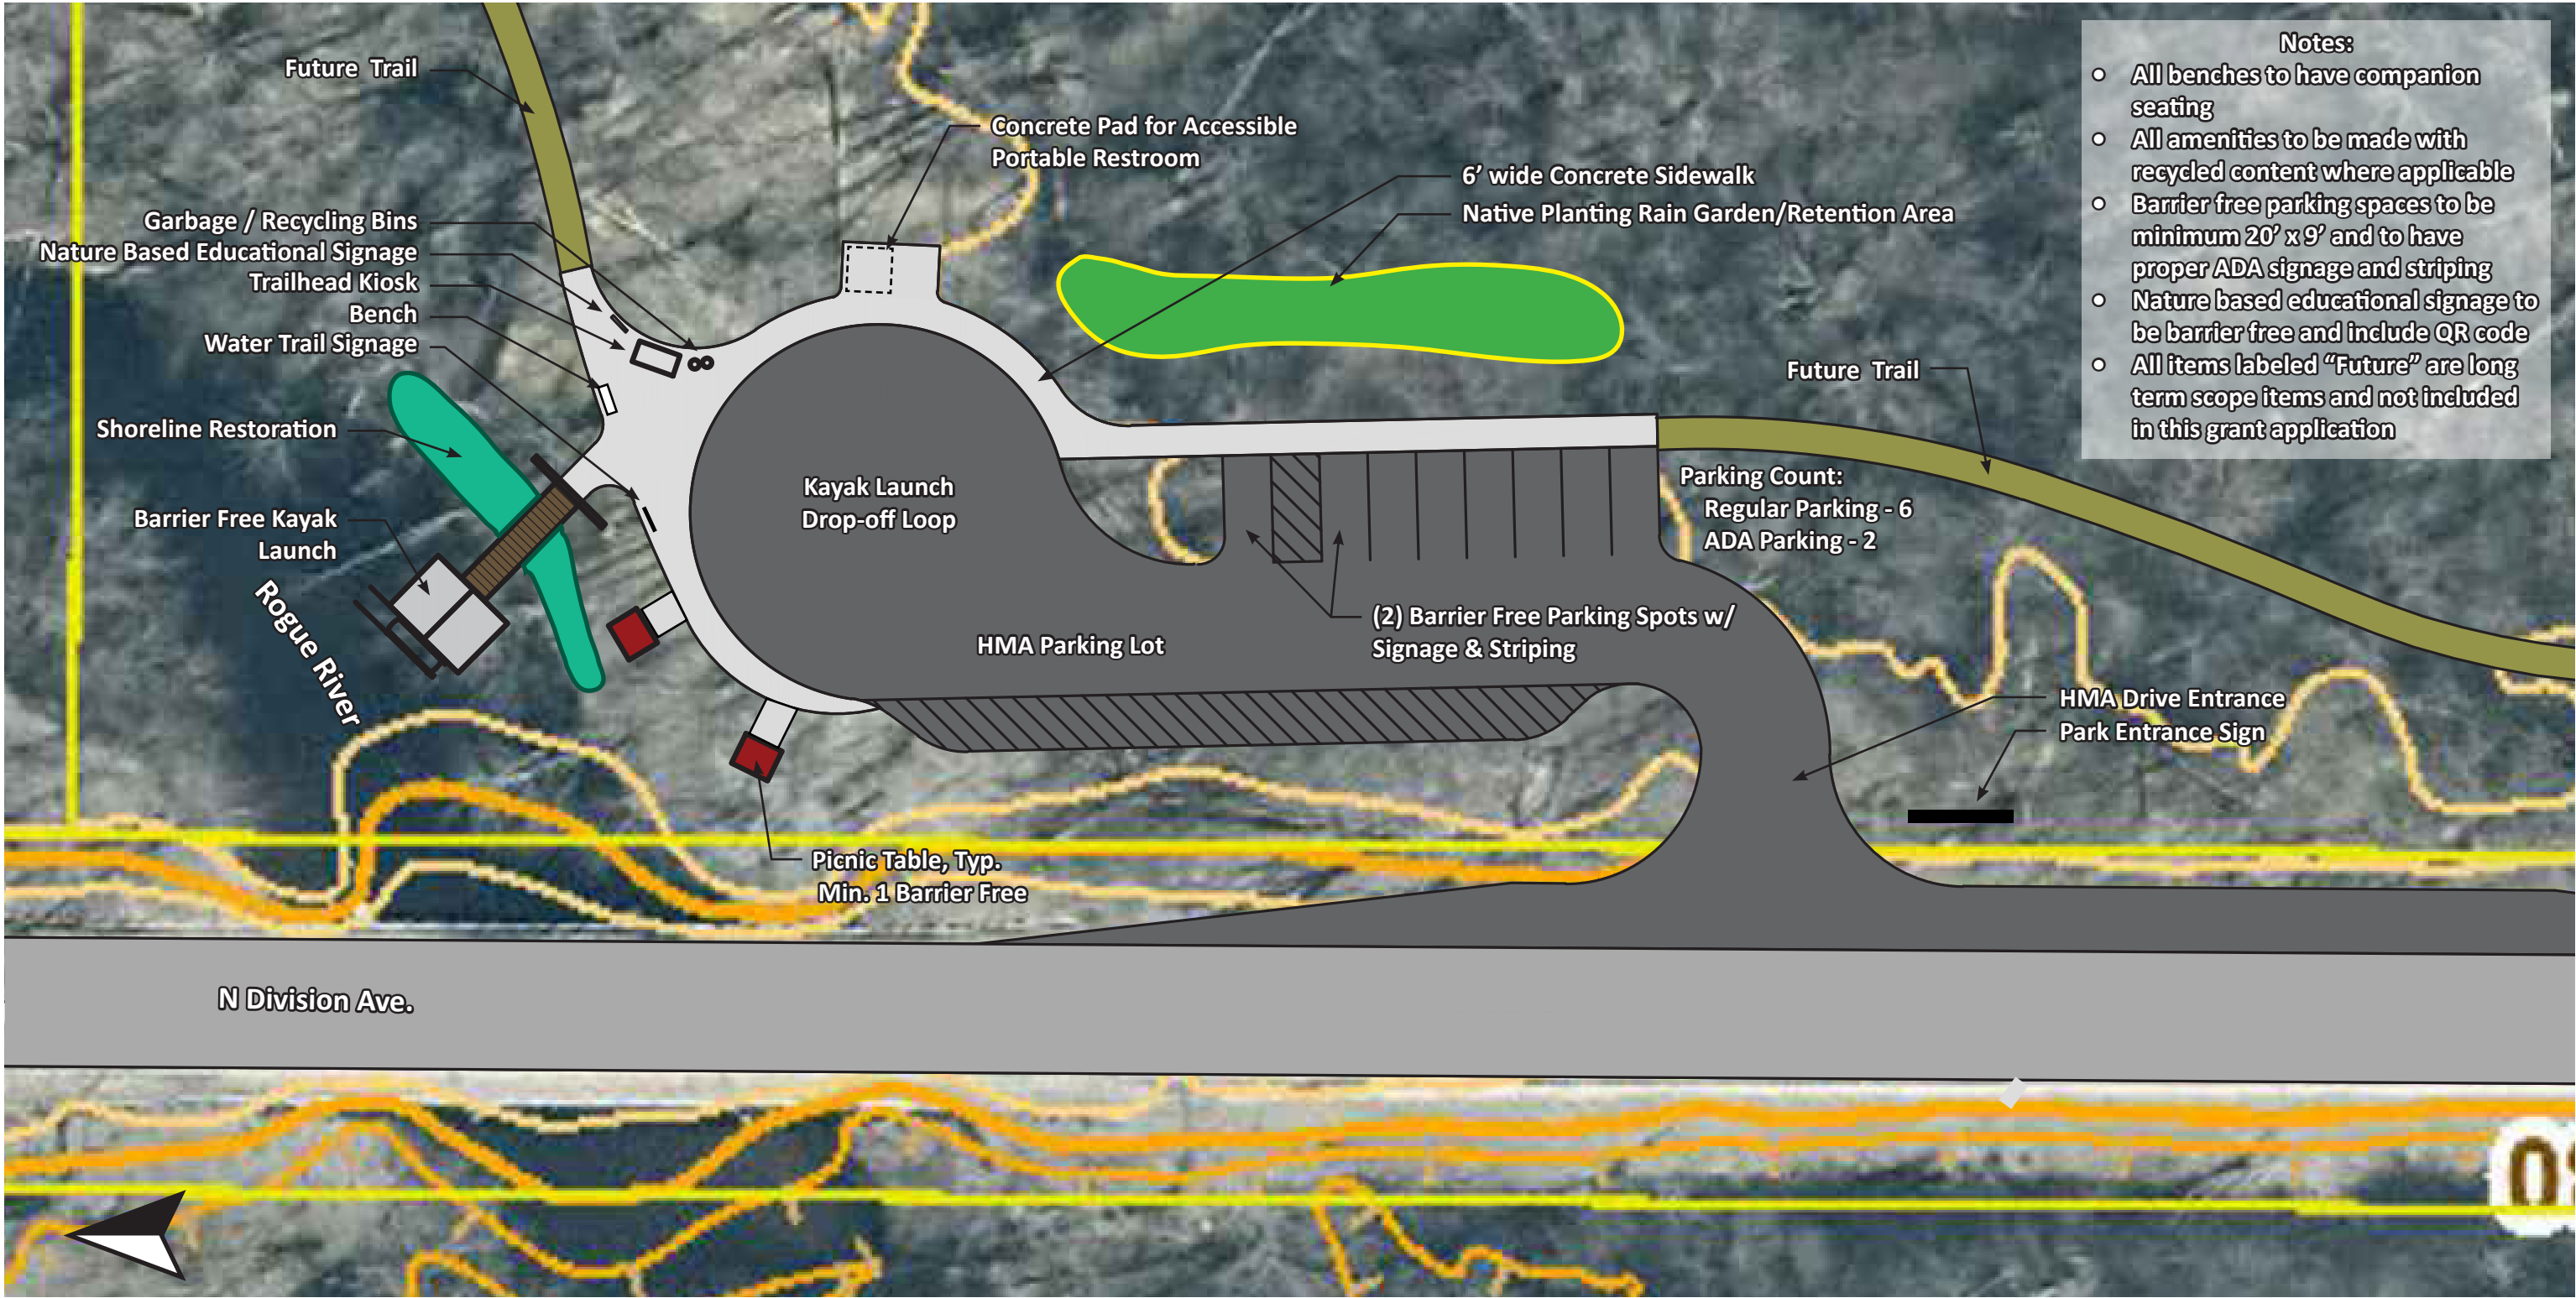 Future Trail
Concrete Pad for Accessible
Portable Restroom
6' wide Concrete Sidewalk
Native Planting Rain Garden/Retention Area
Garbage / Recycling Bins
Nature Based Educational Signage
Trailhead Kiosk
Bench
Water Trail Signage
Shoreline Restoration
Barrier Free Kayak
Launch
Rogue River
Kayak Launch
Drop-off Loop
HMA Parking Lot
Future Trail
Parking Count:
Regular Parking - 6
ADA Parking - 2
(2) Barrier Free Parking Spots w/
Signage & Striping
HMA Drive Entrance
Park Entrance Sign
Picnic Table, Typ.
Min. 1 Barrier Free
N Division Ave.
Notes:
All benches to have companion
seating
All amenities to be made with
recycled content where applicable
Barrier free parking spaces to be
minimum 20' x 9' and to have
proper ADA signage and striping
Nature based educational signage to
be barrier free and include QR code
All items labeled “Future” are long
term scope items and not included
in this grant application